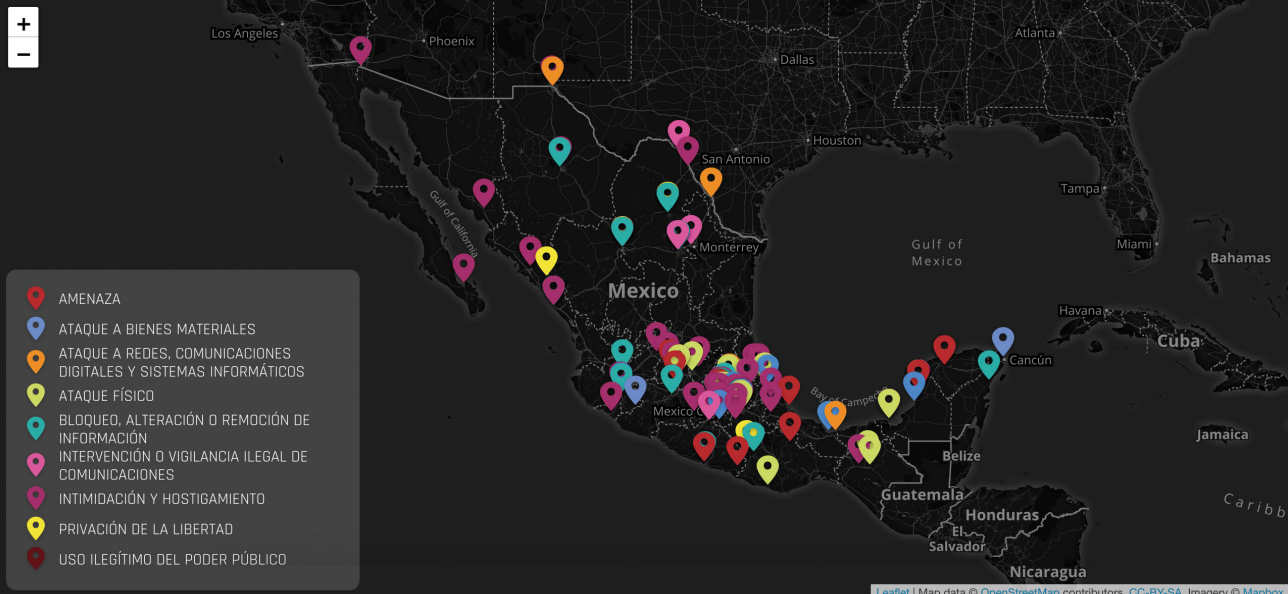 +
−
Los Angeles
Phoenix
Dallas
Atlanta
Houston
San Antonio
Tampa
Gulf of California
Monterrey
Gulf of
Mexico
Miami
Bahamas
Mexico
Havana
Cuba
Cancún
Bay of Campeche
Mexico C
Jamaica
Belize
Guatemala
Honduras
El
Salvador
Caribb
Nicaragua
AMENAZA
ATAQUE A BIENES MATERIALES
ATAQUE A REDES, COMUNICACIONES
DIGITALES Y SISTEMAS INFORMÁTICOS
ATAQUE FÍSICO
BLOQUEO, ALTERACIÓN O REMOCIÓN DE
INFORMACIÓN
INTERVENCIÓN O VIGILANCIA ILEGAL DE
COMUNICACIONES
INTIMIDACIÓN Y HOSTIGAMIENTO
PRIVACIÓN DE LA LIBERTAD
USO ILEGÍTIMO DEL PODER PÚBLICO
Leaflet | Map data © OpenStreetMap contributors, CC-BY-SA, Imagery © Mapbox